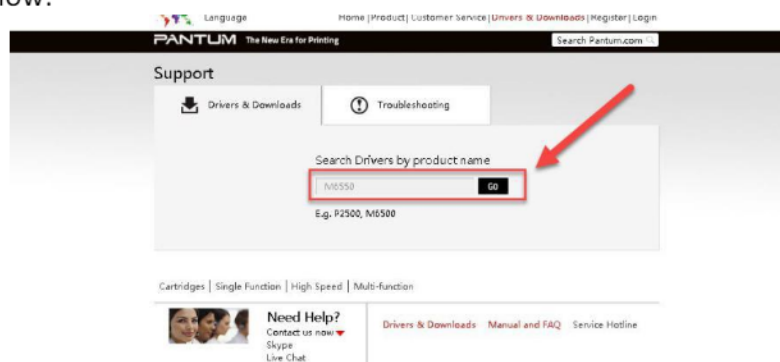 now.
Language
Home | Product | Customer Service | Drivers & Downloads | Register | Login
PANTUM The New Era for Printing
Search Pantum.com
Support
Drivers & Downloads
Troubleshooting
Search Drivers by product name
M6550
GO
E.g. P2500, M6500
Cartridges | Single Function | High Speed | Multi-function
Need Help?
Contact us now
Skype
Live Chat
Drivers & Downloads Manual and FAQ Service Hotline